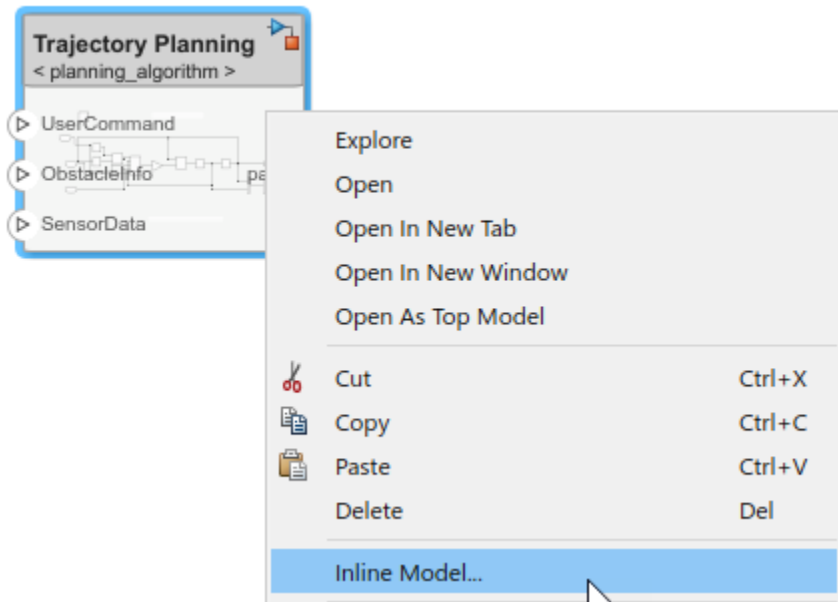 Trajectory Planning
< planning_algorithm >
UserCommand
ObstacleInfo
pa
SensorData
Explore
Open
Open In New Tab
Open In New Window
Open As Top Model
Cut Ctrl+X
Copy Ctrl+C
Paste Ctrl+V
Delete Del
Inline Model...